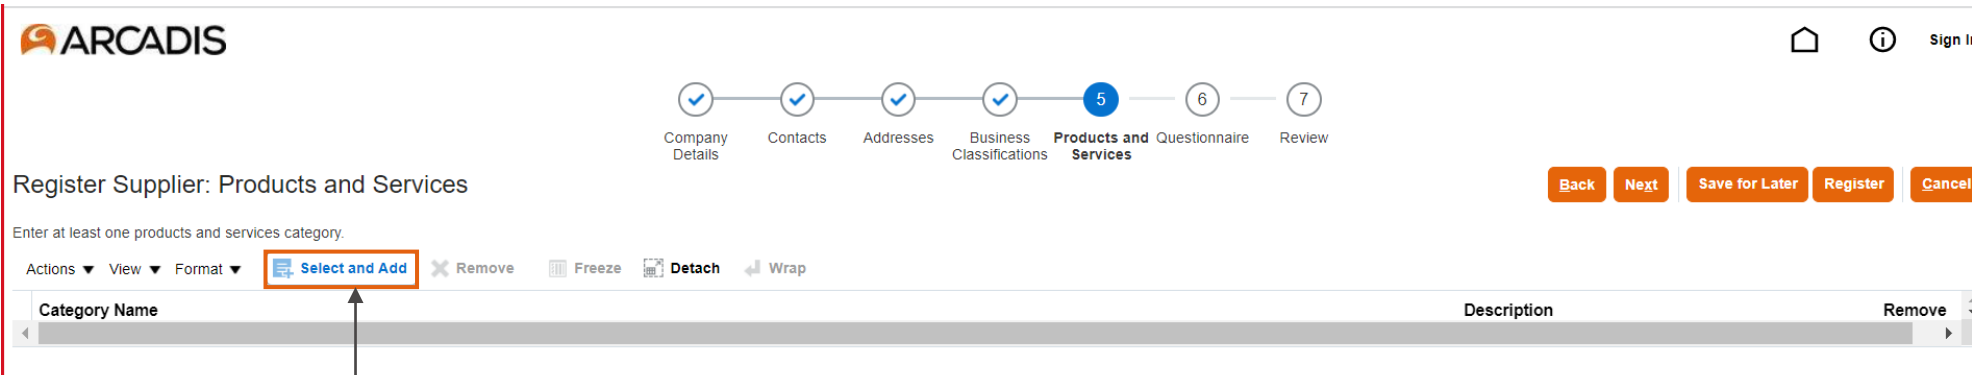 ARCADIS
Sign I
5
6
7
Company Details
Contacts
Addresses
Business Classifications
Products and Services
Questionnaire
Review
Register Supplier: Products and Services
Back
Next
Save for Later
Register
Cancel
Enter at least one products and services category.
Actions
View
Format
Select and Add
Remove
Freeze
Detach
Wrap
Category Name
Description
Remove